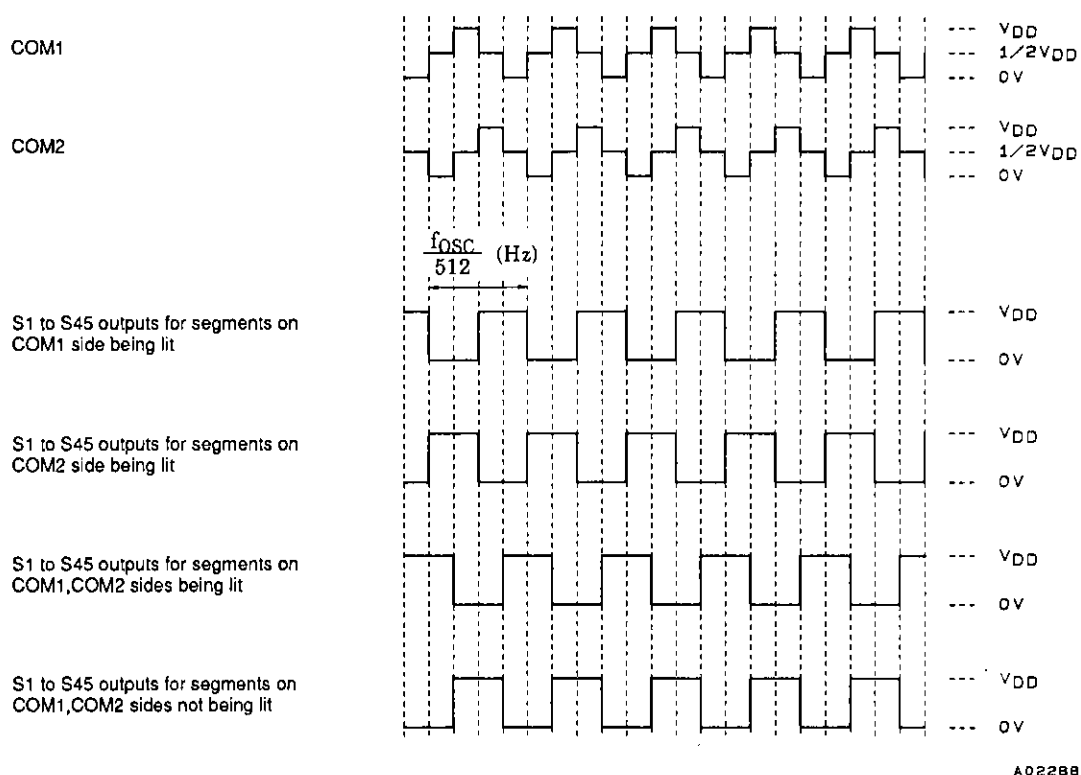 COM1
--- VDD
--- 1/2VDD
--- 0V
COM2
--- VDD
--- 1/2VDD
--- 0V
fOSC
512 (Hz)
S1 to S45 outputs for segments on
COM1 side being lit
--- VDD
--- 0V
S1 to S45 outputs for segments on
COM2 side being lit
--- VDD
--- 0V
S1 to S45 outputs for segments on
COM1,COM2 sides being lit
--- VDD
--- 0V
S1 to S45 outputs for segments on
COM1,COM2 sides not being lit
--- VDD
--- 0V
A02288